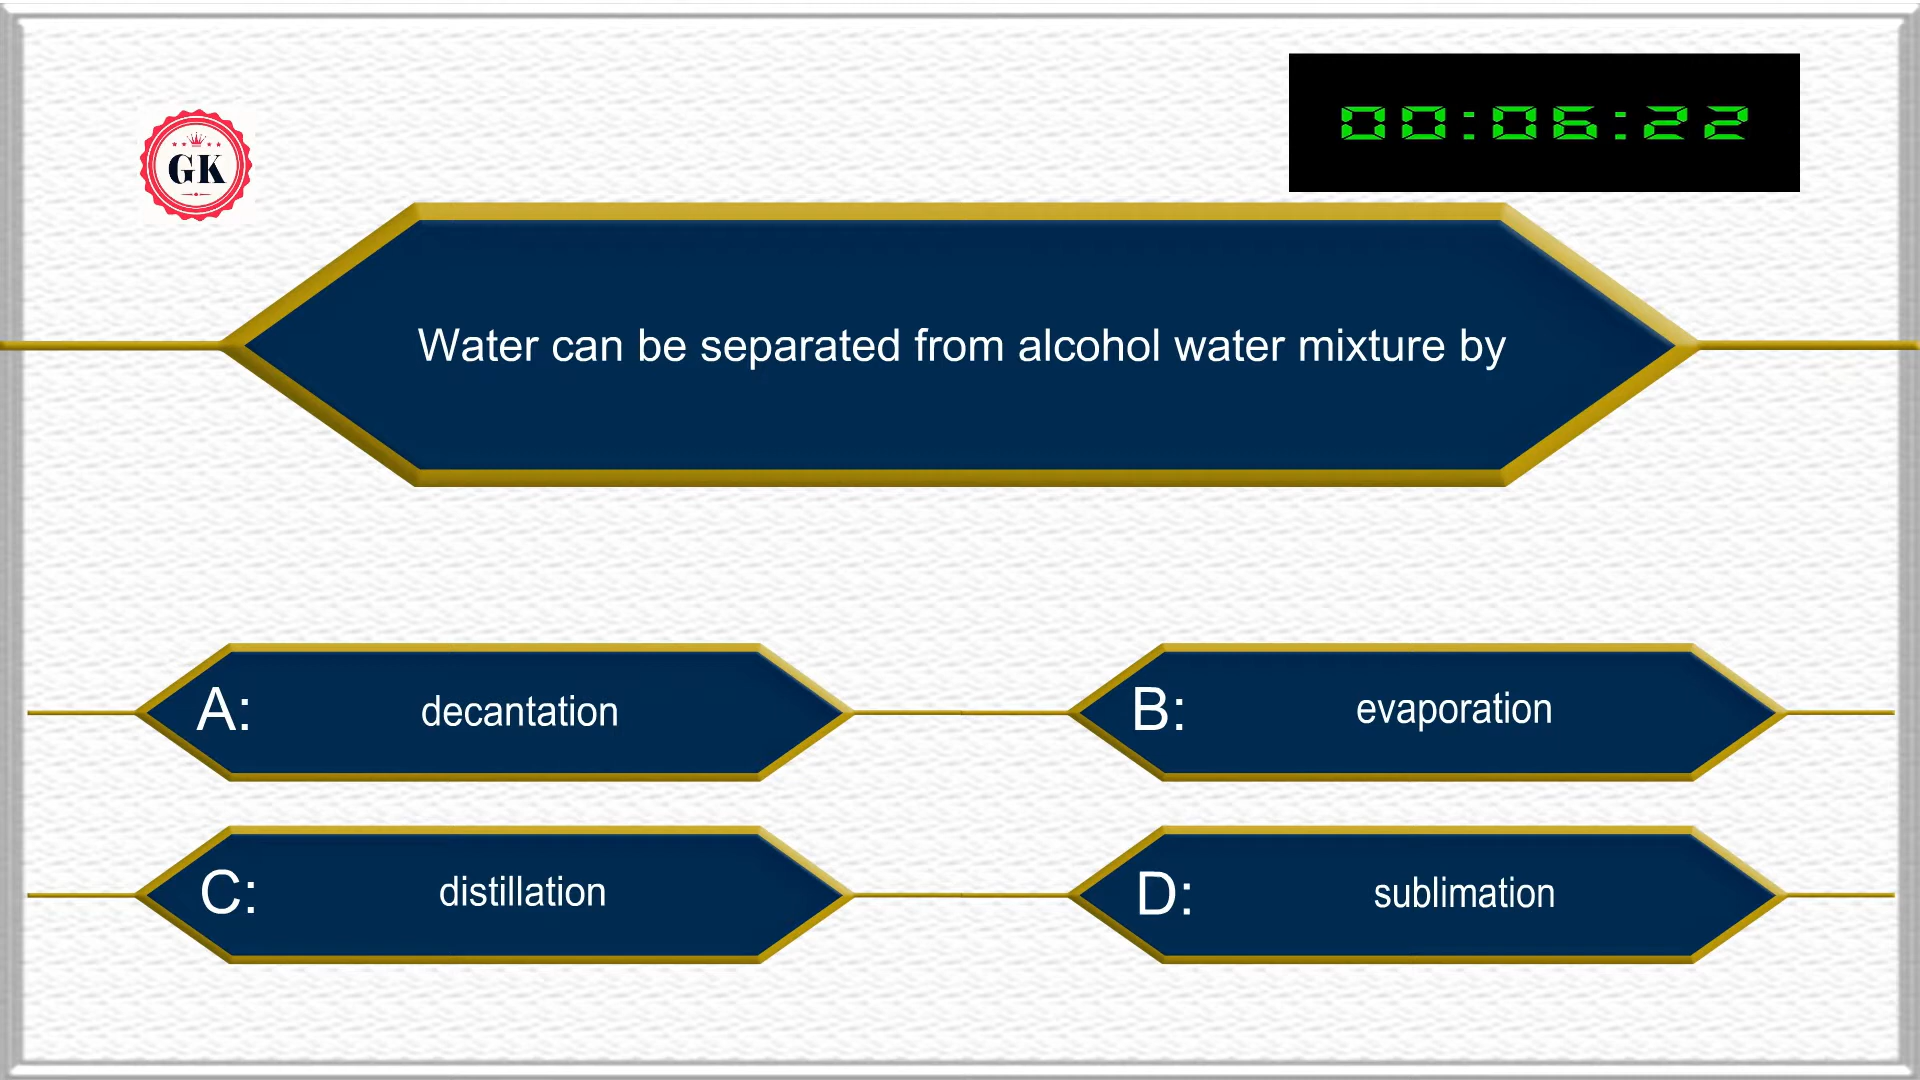 00:06:22
GK
Water can be separated from alcohol water mixture by
A: decantation
B: evaporation
C: distillation
D: sublimation